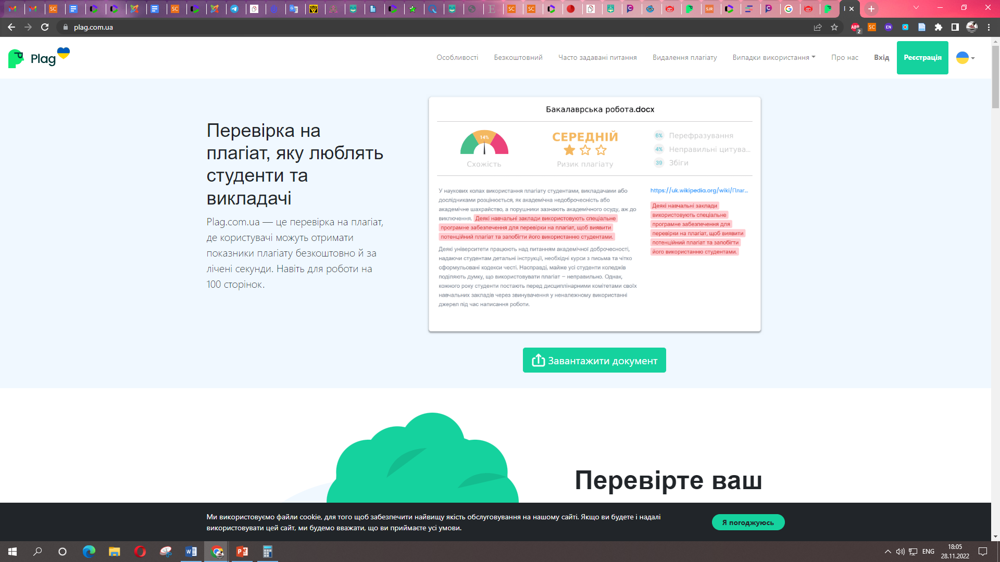 plag.com.ua
ABP
2
SC
EN
Plag
Особливості
Безкоштовний
Часто задавані питання
Видалення плагіату
Випадки використання
Про нас
Вхід
Реєстрація
Перевірка на
плагіат, яку люблять
студенти та
викладачі
Plag.com.ua — це перевірка на плагіат,
де користувачі можуть отримати
показники плагіату безкоштовно й за
лічені секунди. Навіть для роботи на
100 сторінок.
Бакалаврська робота.docx
14%
Схожість
СЕРЕДНІЙ
Ризик плагіату
6% Перефразування
4% Неправильні цитува...
39 Збіги
У наукових колах використання плагіату студентами, викладачами або
дослідниками розцінюється, як академічна недоброчесність або
академічне шахрайство, а порушники зазнають академічного осуду, аж до
виключення. Деякі навчальні заклади використовують спеціальне
програмне забезпечення для перевірки на плагіат, щоб виявити
потенційний плагіат та запобігти його використанню студентами.
Деякі університети працюють над питанням академічної доброчесності,
надаючи студентам детальні інструкції, необхідні курси з письма та чітко
сформульовані кодекси честі. Насправді, майже усі студенти коледжів
поділяють думку, що використовувати плагіат – неправильно. Однак,
кожного року студенти постають перед дисциплінарними комітетами своїх
навчальних закладів через звинувачення у неналежному використанні
джерел під час написання роботи.
https://uk.wikipedia.org/wiki/Плаг...
Деякі навчальні заклади
використовують спеціальне
програмне забезпечення для
перевірки на плагіат, щоб виявити
потенційний плагіат та запобігти
його використанню студентами.
Завантажити документ
Перевірте ваш
Ми використовуємо файли cookie, для того щоб забезпечити найвищу якість обслуговування на нашому сайті. Якщо ви будете і надалі
використовувати цей сайт, ми будемо вважати, що ви приймаєте усі умови.
Я погоджуюсь
ENG
18:05
28.11.2022